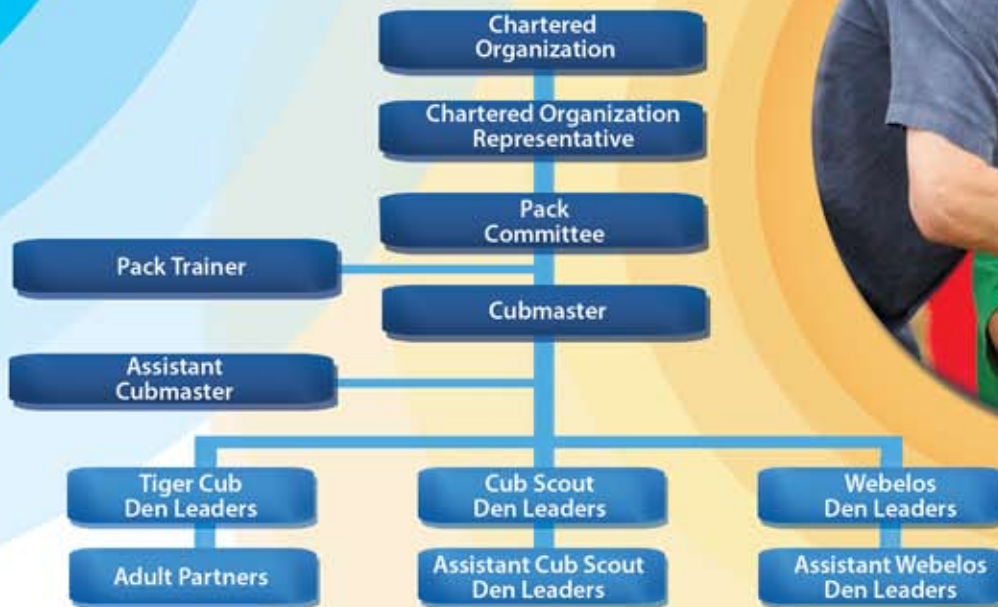 Chartered
Organization
Chartered Organization
Representative
Pack
Committee
Pack Trainer
Cubmaster
Assistant
Cubmaster
Tiger Cub
Den Leaders
Cub Scout
Den Leaders
Webelos
Den Leaders
Adult Partners
Assistant Cub Scout
Den Leaders
Assistant Webelos
Den Leaders